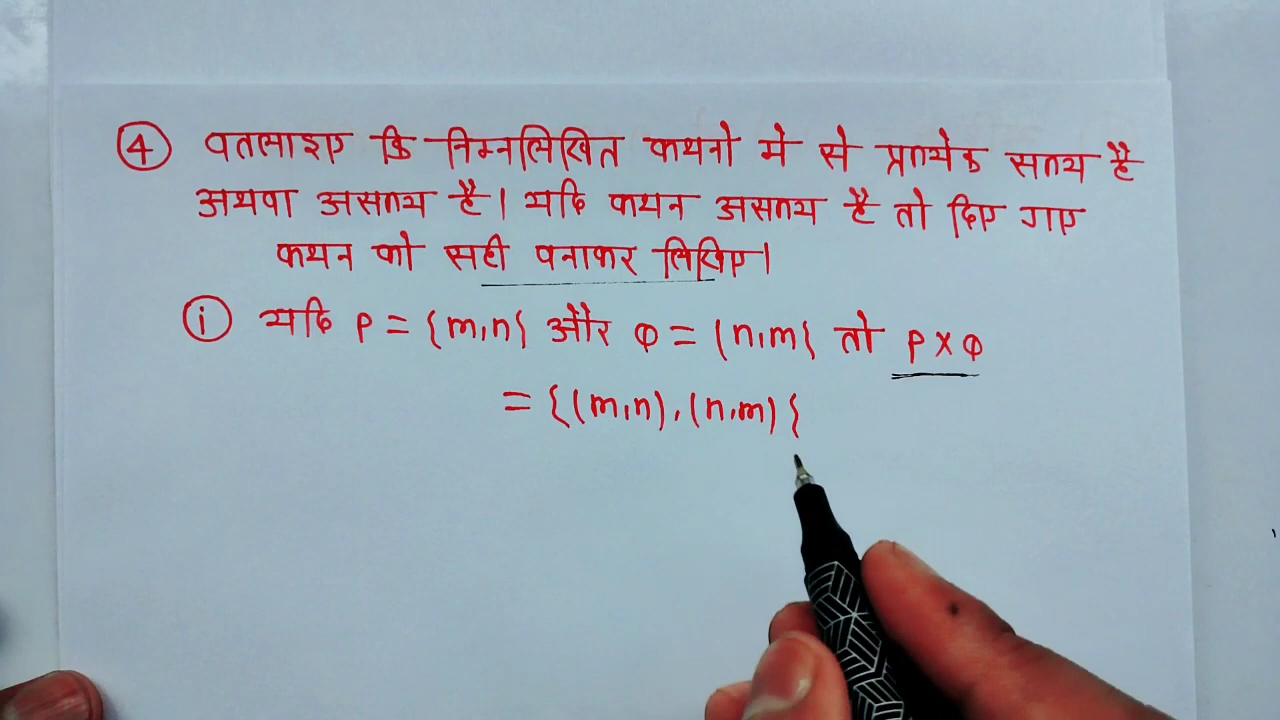 ④ बतलाइए कि निम्नलिखित कथनो मे से प्रत्येक सत्य है
अथवा असत्य है। यदि कथन असत्य है तो दिए गए
कथन को सही बनाकर लिखिए।
ⓘ यदि P = {m,n} और Q = {n,m} तो P × Q
= {(m,n),(n,m)}